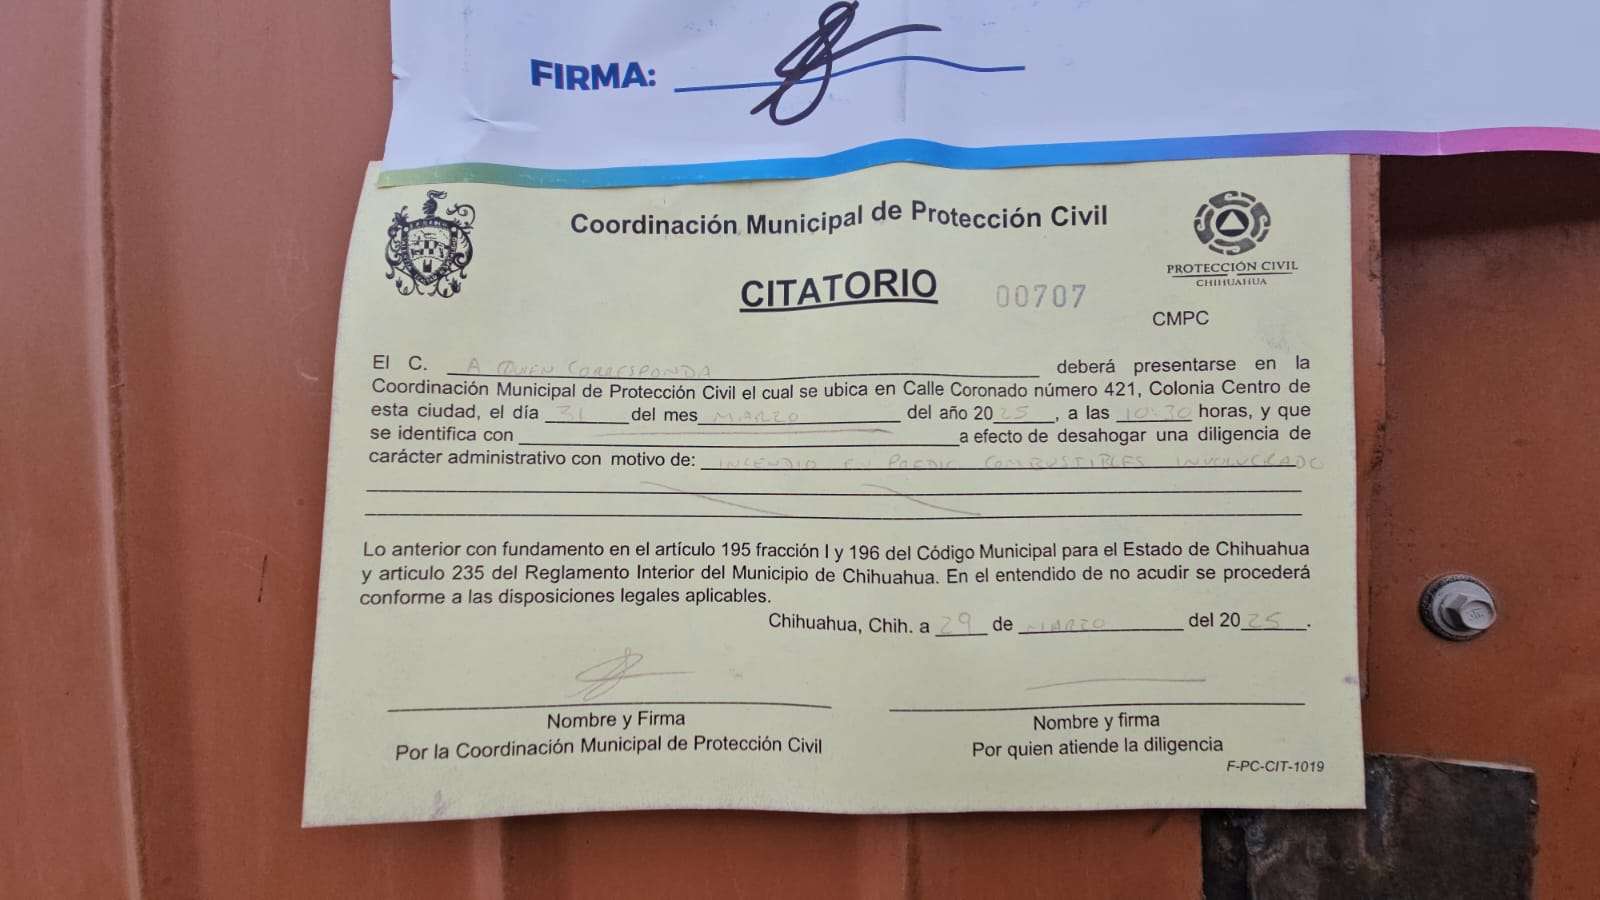 FIRMA:
Coordinación Municipal de Protección Civil
PROTECCIÓN CIVIL
CHIHUAHUA
CITATORIO 00707
CMPC
El C. A QUIEN CORRESPONDA deberá presentarse en la
Coordinación Municipal de Protección Civil el cual se ubica en Calle Coronado número 421, Colonia Centro de
esta ciudad, el día 31 del mes MARZO del año 2025, a las 10:30 horas, y que
se identifica con a efecto de desahogar una diligencia de
carácter administrativo con motivo de: INCENDIO EN PREDIO COMBUSTIBLES INVOLUCRADO
Lo anterior con fundamento en el artículo 195 fracción I y 196 del Código Municipal para el Estado de Chihuahua
y articulo 235 del Reglamento Interior del Municipio de Chihuahua. En el entendido de no acudir se procederá
conforme a las disposiciones legales aplicables.
Chihuahua, Chih. a 29 de MARZO del 2025.
Nombre y Firma
Por la Coordinación Municipal de Protección Civil
Nombre y firma
Por quien atiende la diligencia
F-PC-CIT-1019